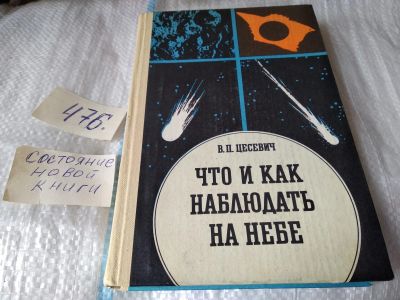 476.
Состояние
новой
книги
В.П. ЦЕСЕВИЧ
ЧТО И КАК
НАБЛЮДАТЬ
НА НЕБЕ